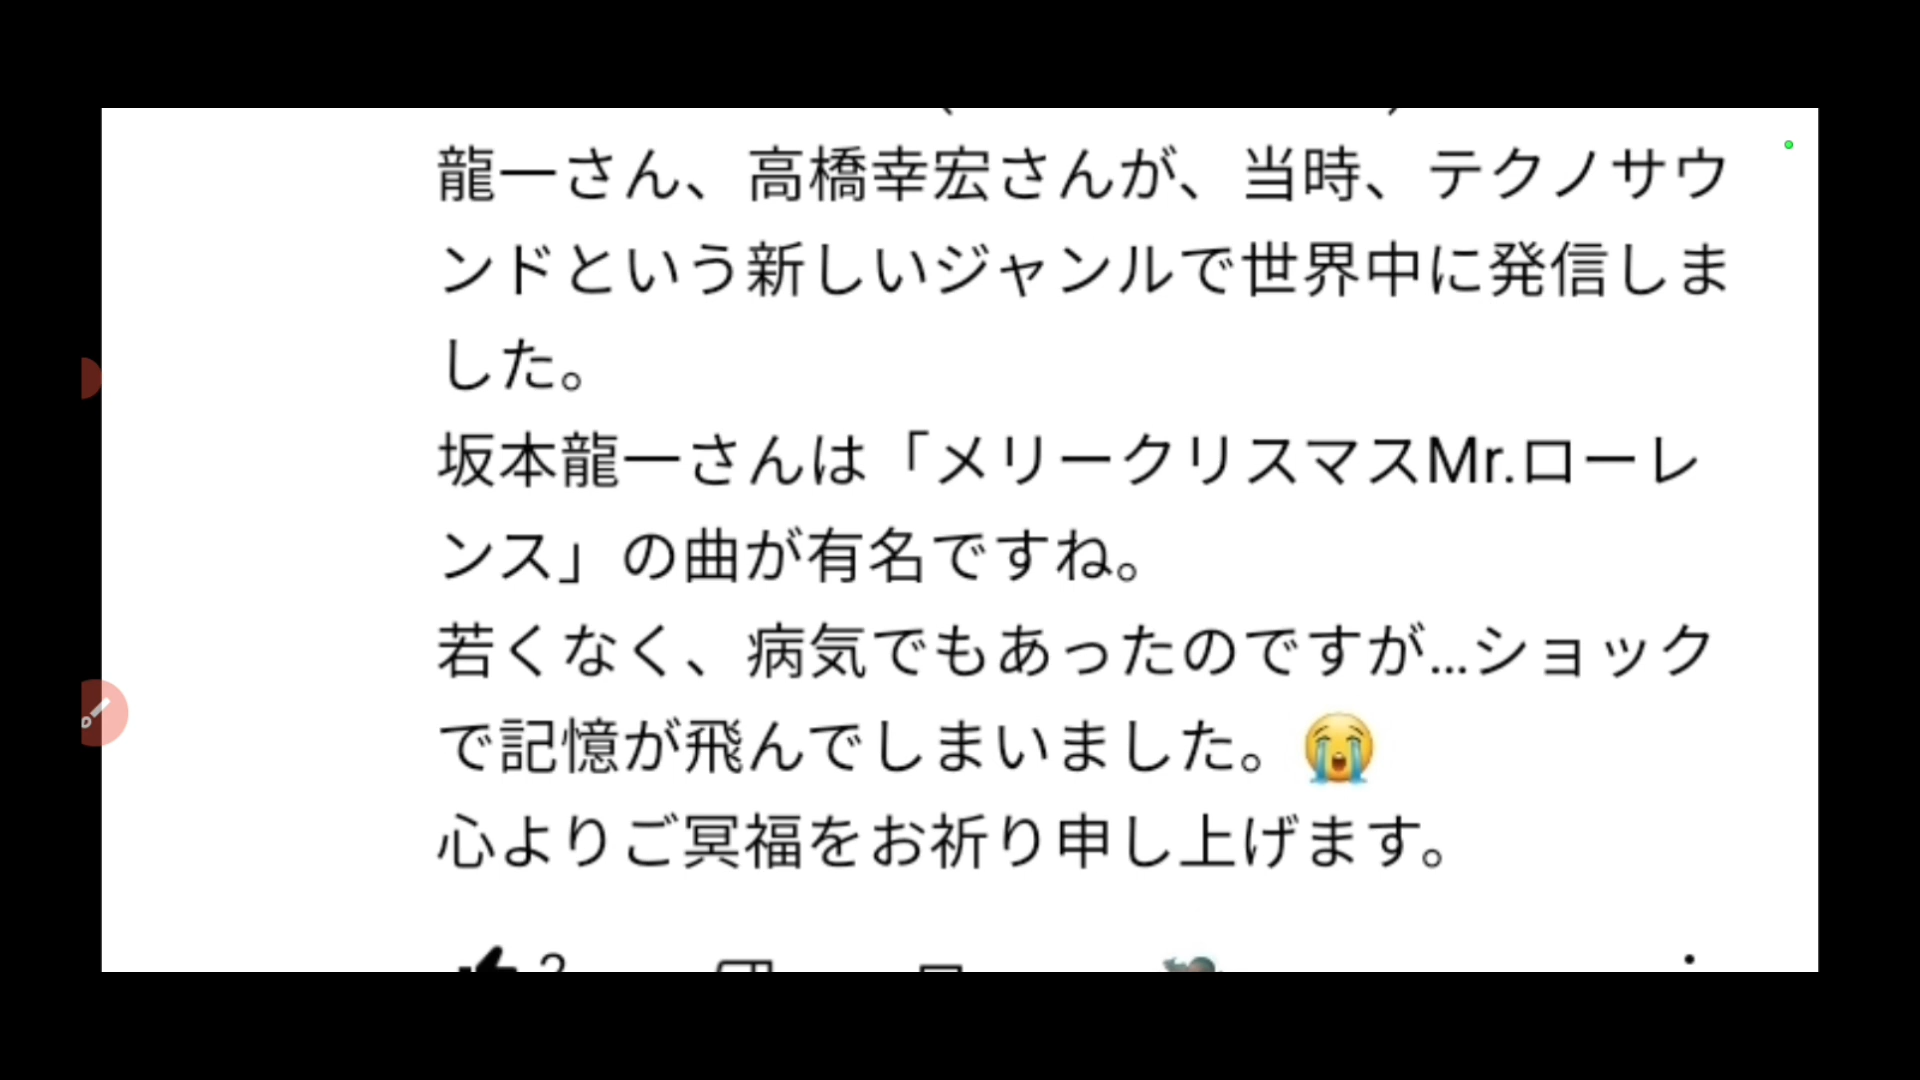 龍一さん、高橋幸宏さんが、当時、テクノサウ
ンドという新しいジャンルで世界中に発信しま
した。
坂本龍一さんは「メリークリスマスMr.ローレ
ンス」の曲が有名ですね。
若くなく、病気でもあったのですが...ショック
で記憶が飛んでしまいました。😭
心よりご冥福をお祈り申し上げます。